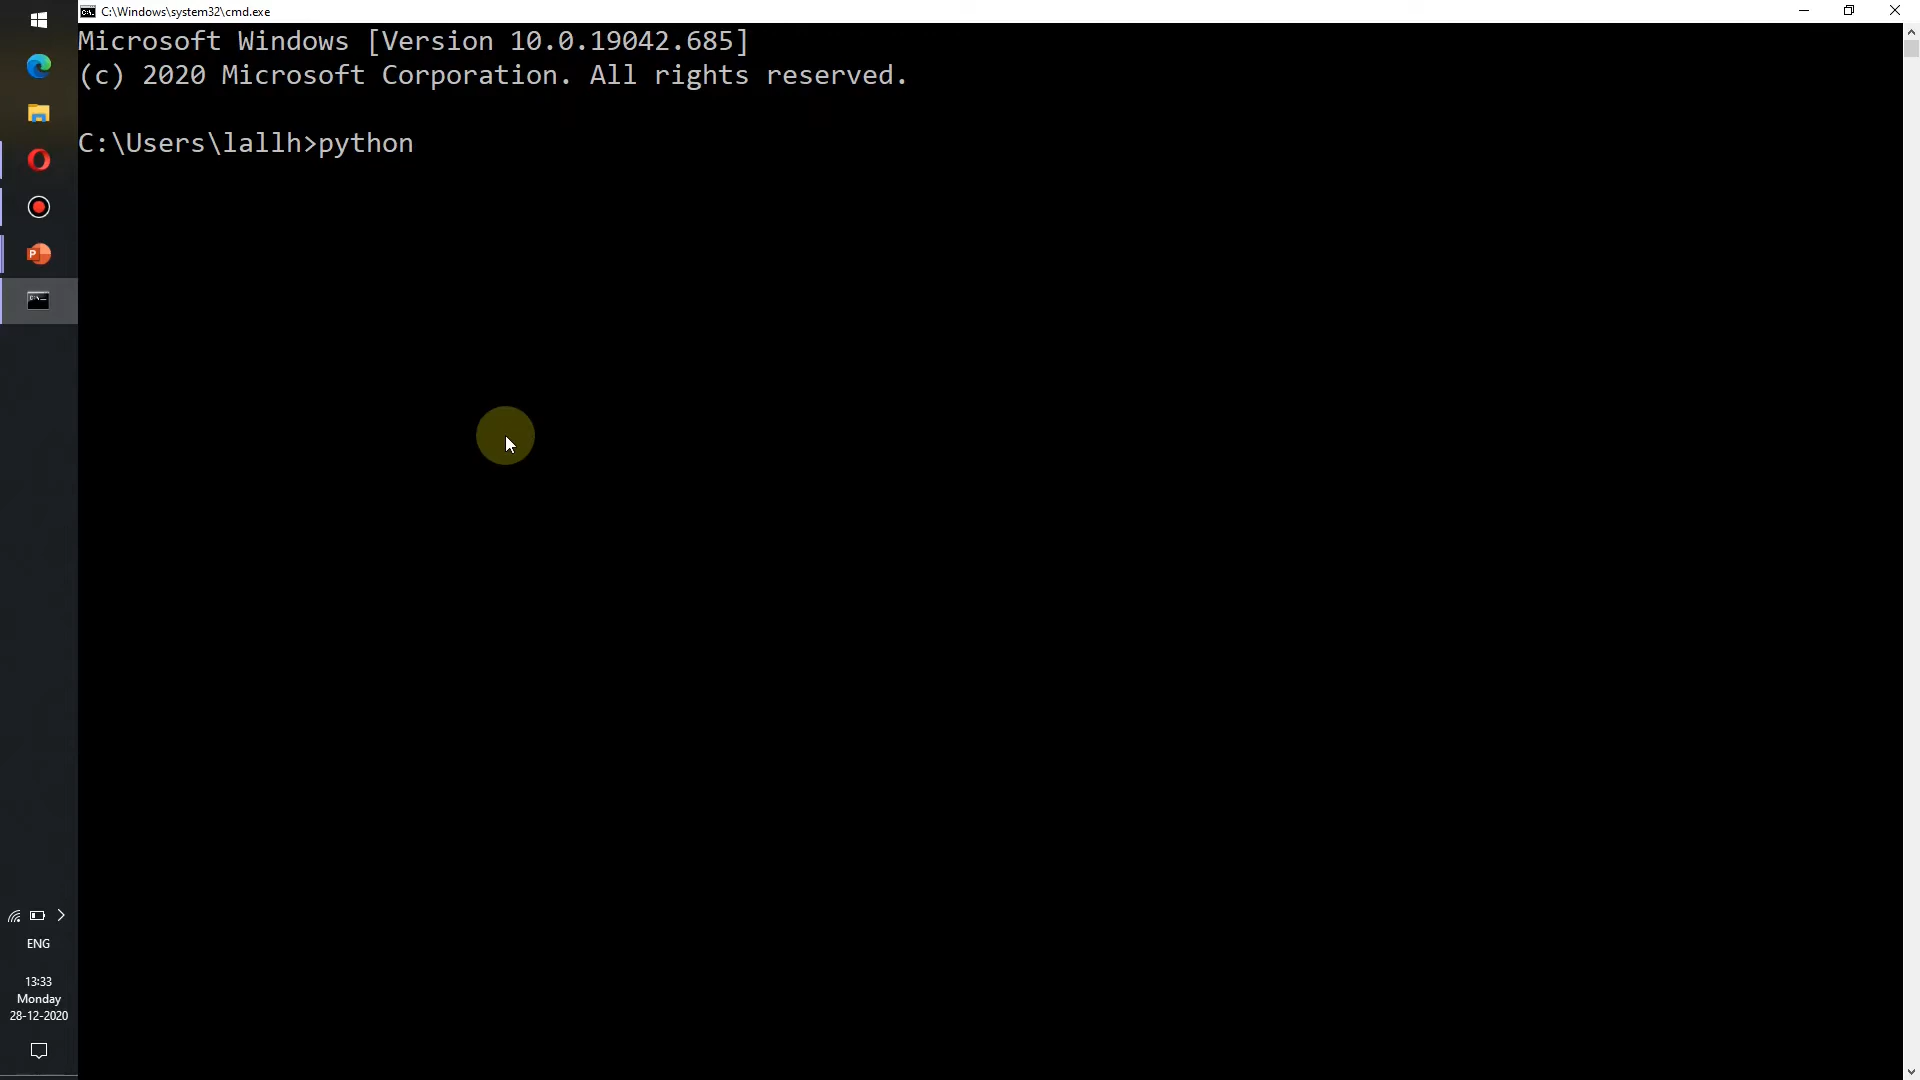 C:\Windows\system32\cmd.exe
Microsoft Windows [Version 10.0.19042.685]
(c) 2020 Microsoft Corporation. All rights reserved.
C:\Users\lallh>python
ENG
13:33
Monday
28-12-2020